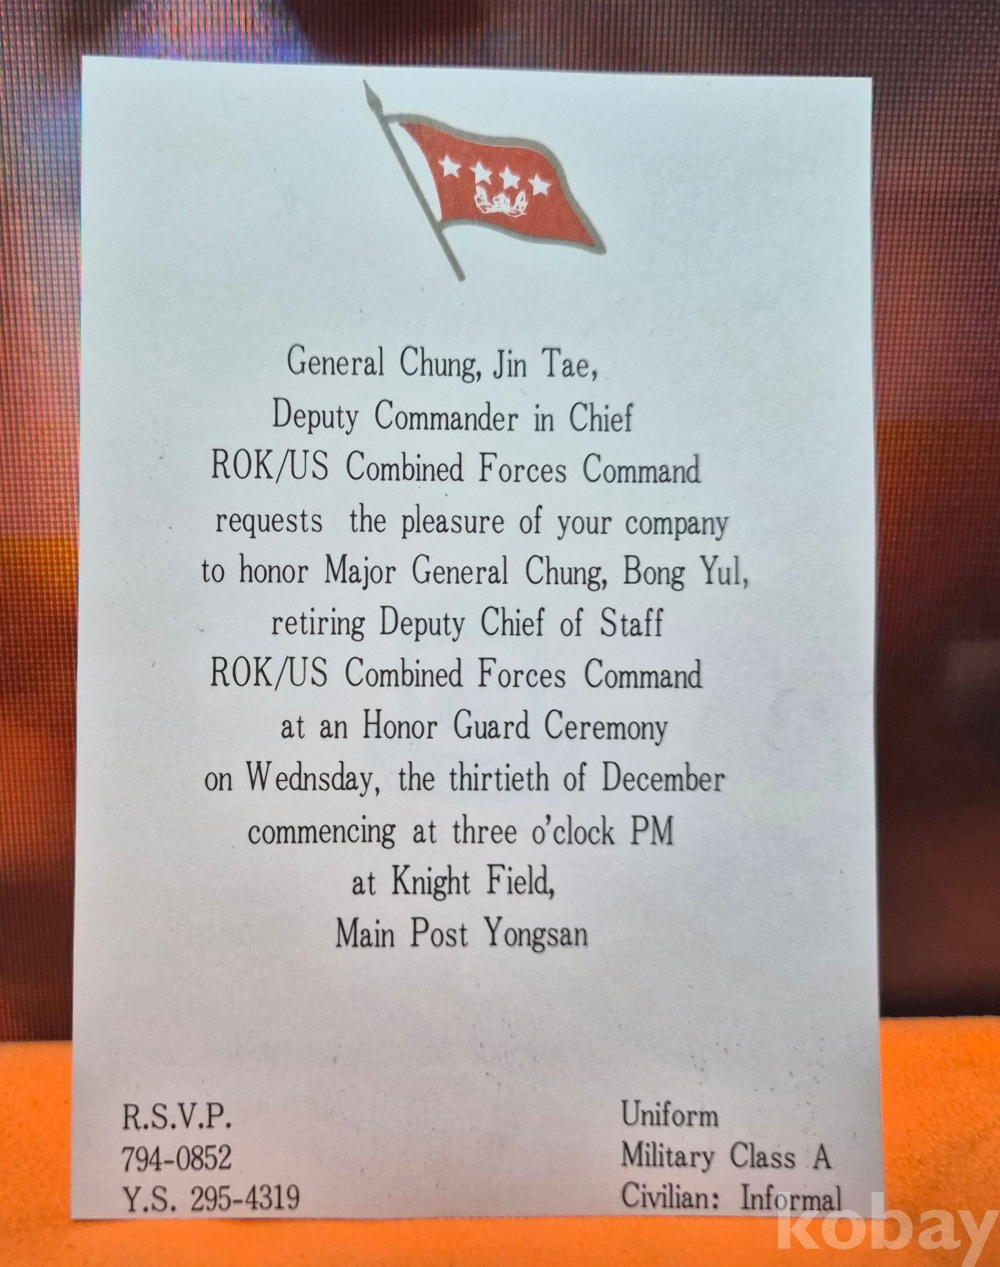 General Chung, Jin Tae,
Deputy Commander in Chief
ROK/US Combined Forces Command
requests the pleasure of your company
to honor Major General Chung, Bong Yul,
retiring Deputy Chief of Staff
ROK/US Combined Forces Command
at an Honor Guard Ceremony
on Wednsday, the thirtieth of December
commencing at three o'clock PM
at Knight Field,
Main Post Yongsan
R.S.V.P.
794-0852
Y.S. 295-4319
Uniform
Military Class A
Civilian: Informal
kobay